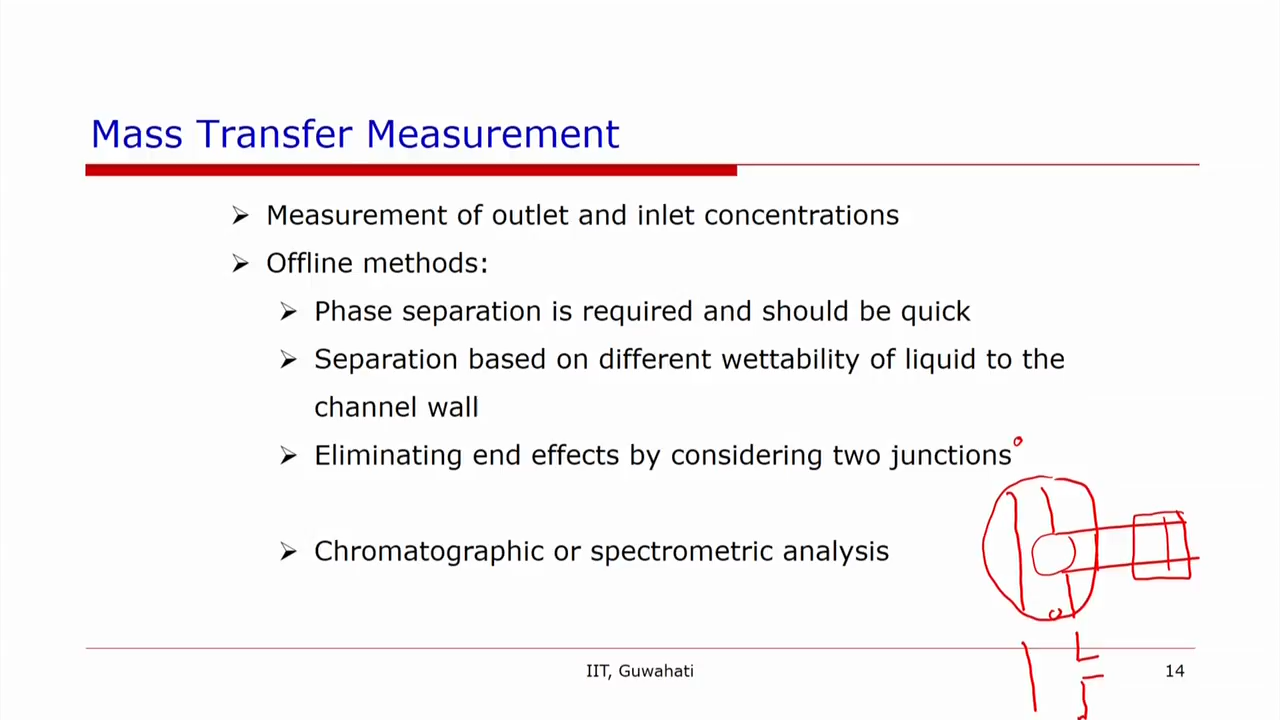 Mass Transfer Measurement
Measurement of outlet and inlet concentrations
Offline methods:
Phase separation is required and should be quick
Separation based on different wettability of liquid to the
channel wall
Eliminating end effects by considering two junctions
Chromatographic or spectrometric analysis
IIT, Guwahati
14